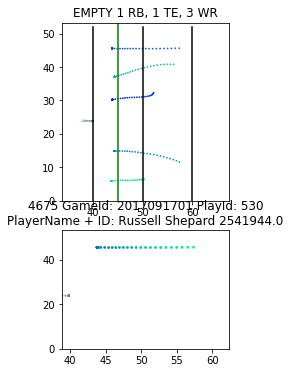 EMPTY 1 RB, 1 TE, 3 WR
50
40
30
20
10
0
40 50 60
4675 GameId: 2017091701 PlayId: 530
PlayerName + ID: Russell Shepard 2541944.0
40
20
0
40 45 50 55 60